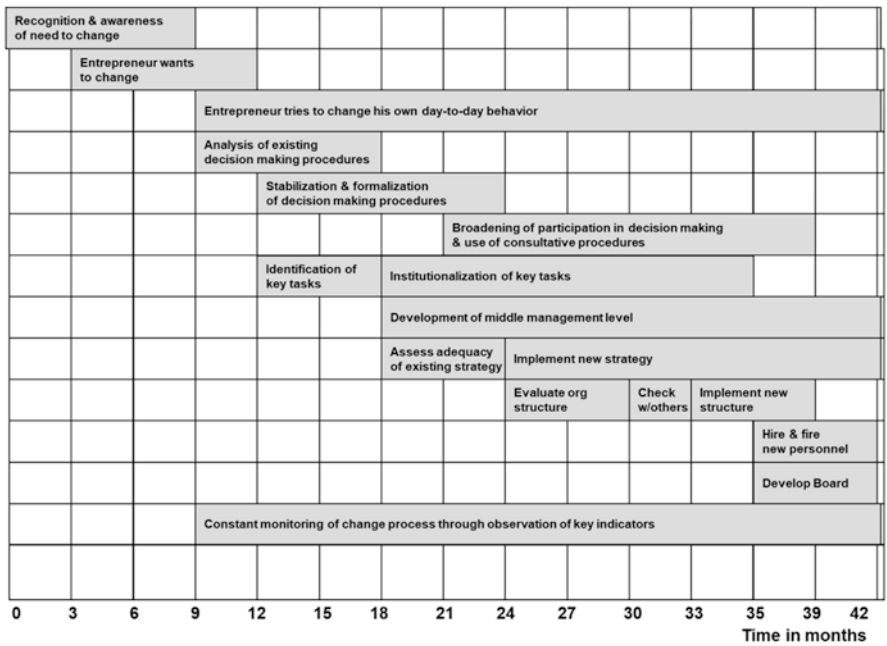 Recognition & awareness
of need to change
Entrepreneur wants
to change
Entrepreneur tries to change his own day-to-day behavior
Analysis of existing
decision making procedures
Stabilization & formalization
of decision making procedures
Broadening of participation in decision making
& use of consultative procedures
Identification of
key tasks
Institutionalization of key tasks
Development of middle management level
Assess adequacy
of existing strategy
Implement new strategy
Evaluate org
structure
Check
w/others
Implement new
structure
Hire & fire
new personnel
Develop Board
Constant monitoring of change process through observation of key indicators
0 3 6 9 12 15 18 21 24 27 30 33 35 39 42
Time in months